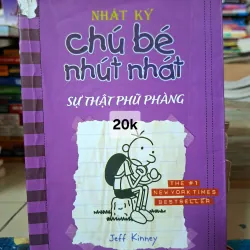 NHẬT KÝ
chú bé
nhút nhát
SỰ THẬT PHŨ PHÀNG
20k
THE #1
NEW YORK TIMES
BESTSELLER
Jeff Kinney